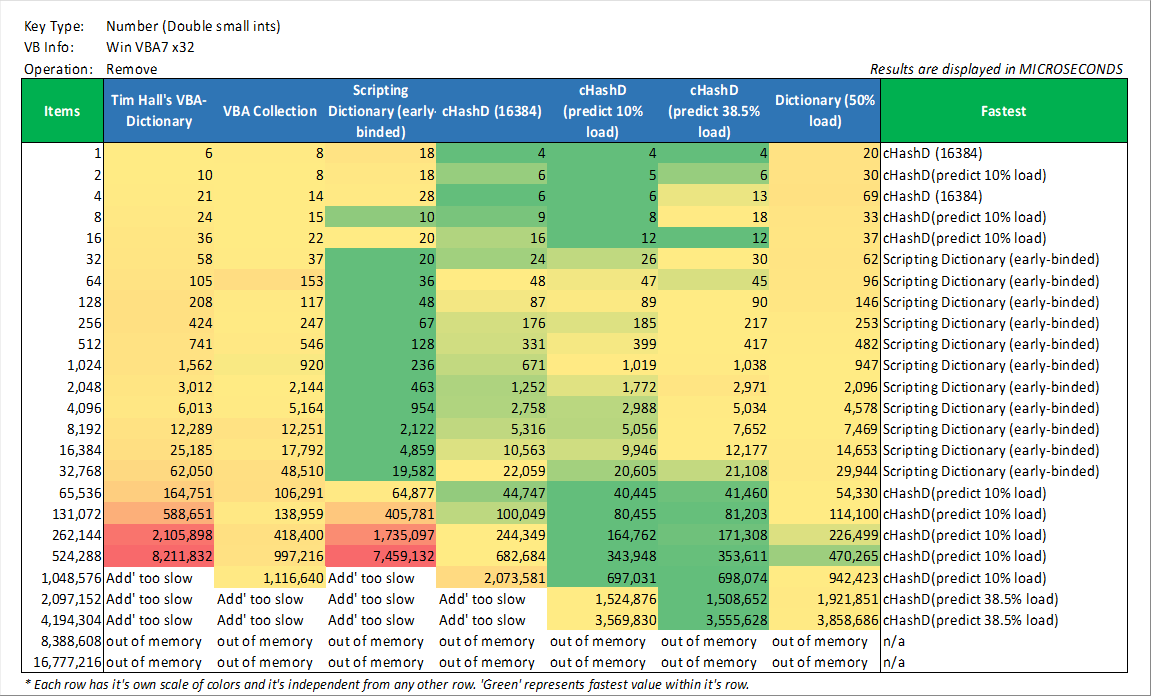 Key Type: Number (Double small ints)
VB Info: Win VBA7 x32
Operation: Remove Results are displayed in MICROSECONDS
Items Tim Hall's VBA-Dictionary VBA Collection Scripting Dictionary (early-binded) cHashD (16384) cHashD (predict 10% load) cHashD (predict 38.5% load) Dictionary (50% load) Fastest
1 6 8 18 4 4 4 20 cHashD (16384)
2 10 8 18 6 5 6 30 cHashD(predict 10% load)
4 21 14 28 6 6 13 69 cHashD (16384)
8 24 15 10 9 8 18 33 cHashD(predict 10% load)
16 36 22 20 16 12 12 37 cHashD(predict 10% load)
32 58 37 20 24 26 30 62 Scripting Dictionary (early-binded)
64 105 153 36 48 47 45 96 Scripting Dictionary (early-binded)
128 208 117 48 87 89 90 146 Scripting Dictionary (early-binded)
256 424 247 67 176 185 217 253 Scripting Dictionary (early-binded)
512 741 546 128 331 399 417 482 Scripting Dictionary (early-binded)
1,024 1,562 920 236 671 1,019 1,038 947 Scripting Dictionary (early-binded)
2,048 3,012 2,144 463 1,252 1,772 2,971 2,096 Scripting Dictionary (early-binded)
4,096 6,013 5,164 954 2,758 2,988 5,034 4,578 Scripting Dictionary (early-binded)
8,192 12,289 12,251 2,122 5,316 5,056 7,652 7,469 Scripting Dictionary (early-binded)
16,384 25,185 17,792 4,859 10,563 9,946 12,177 14,653 Scripting Dictionary (early-binded)
32,768 62,050 48,510 19,582 22,059 20,605 21,108 29,944 Scripting Dictionary (early-binded)
65,536 164,751 106,291 64,877 44,747 40,445 41,460 54,330 cHashD(predict 10% load)
131,072 588,651 138,959 405,781 100,049 80,455 81,203 114,100 cHashD(predict 10% load)
262,144 2,105,898 418,400 1,735,097 244,349 164,762 171,308 226,499 cHashD(predict 10% load)
524,288 8,211,832 997,216 7,459,132 682,684 343,948 353,611 470,265 cHashD(predict 10% load)
1,048,576 Add' too slow 1,116,640 Add' too slow 2,073,581 697,031 698,074 942,423 cHashD(predict 10% load)
2,097,152 Add' too slow Add' too slow Add' too slow Add' too slow 1,524,876 1,508,652 1,921,851 cHashD(predict 38.5% load)
4,194,304 Add' too slow Add' too slow Add' too slow Add' too slow 3,569,830 3,555,628 3,858,686 cHashD(predict 38.5% load)
8,388,608 out of memory out of memory out of memory out of memory out of memory out of memory out of memory n/a
16,777,216 out of memory out of memory out of memory out of memory out of memory out of memory out of memory n/a
* Each row has it's own scale of colors and it's independent from any other row. 'Green' represents fastest value within it's row.